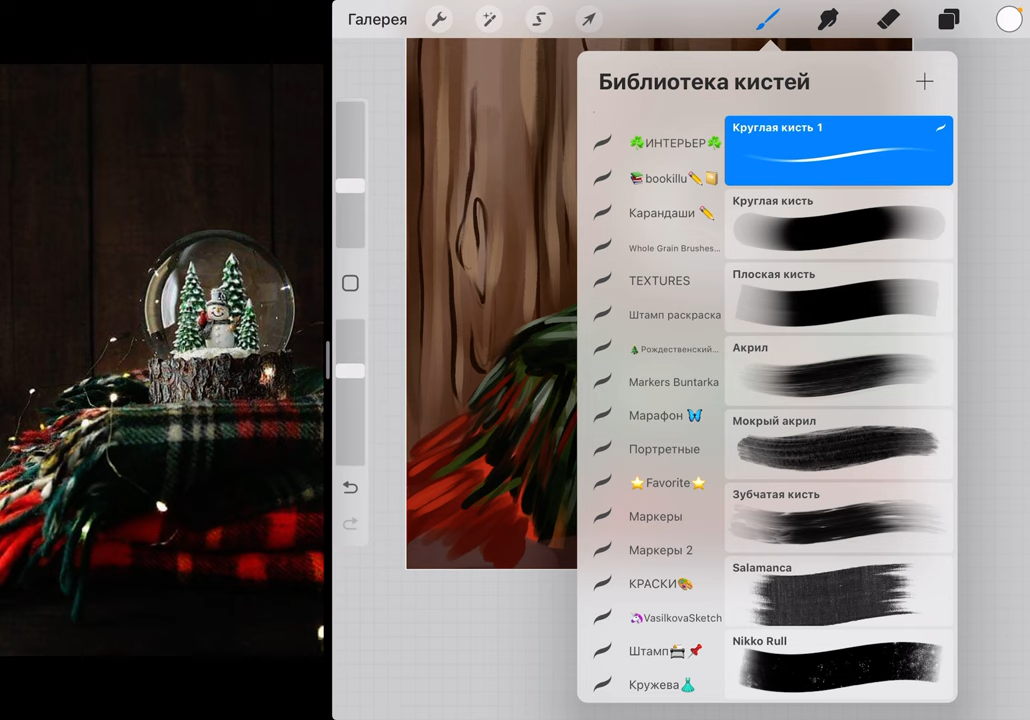 Галерея
Библиотека кистей
☘️ИНТЕРЬЕР☘️
📚bookillu✏️📔
Карандаши ✏️
Whole Grain Brushes...
TEXTURES
Штамп раскраска
🎄Рождественский...
Markers Buntarka
Марафон 🦋
Портретные
⭐Favorite⭐
Маркеры
Маркеры 2
КРАСКИ🎨
🦄VasilkovaSketch
Штамп📌
Кружева👗
Круглая кисть 1
Круглая кисть
Плоская кисть
Акрил
Мокрый акрил
Зубчатая кисть
Salamanca
Nikko Rull